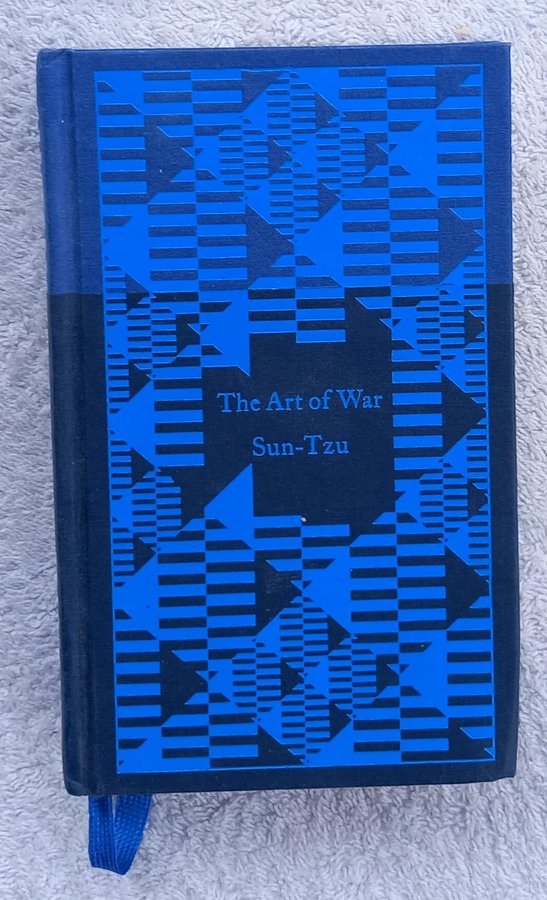 The Art of War
Sun-Tzu